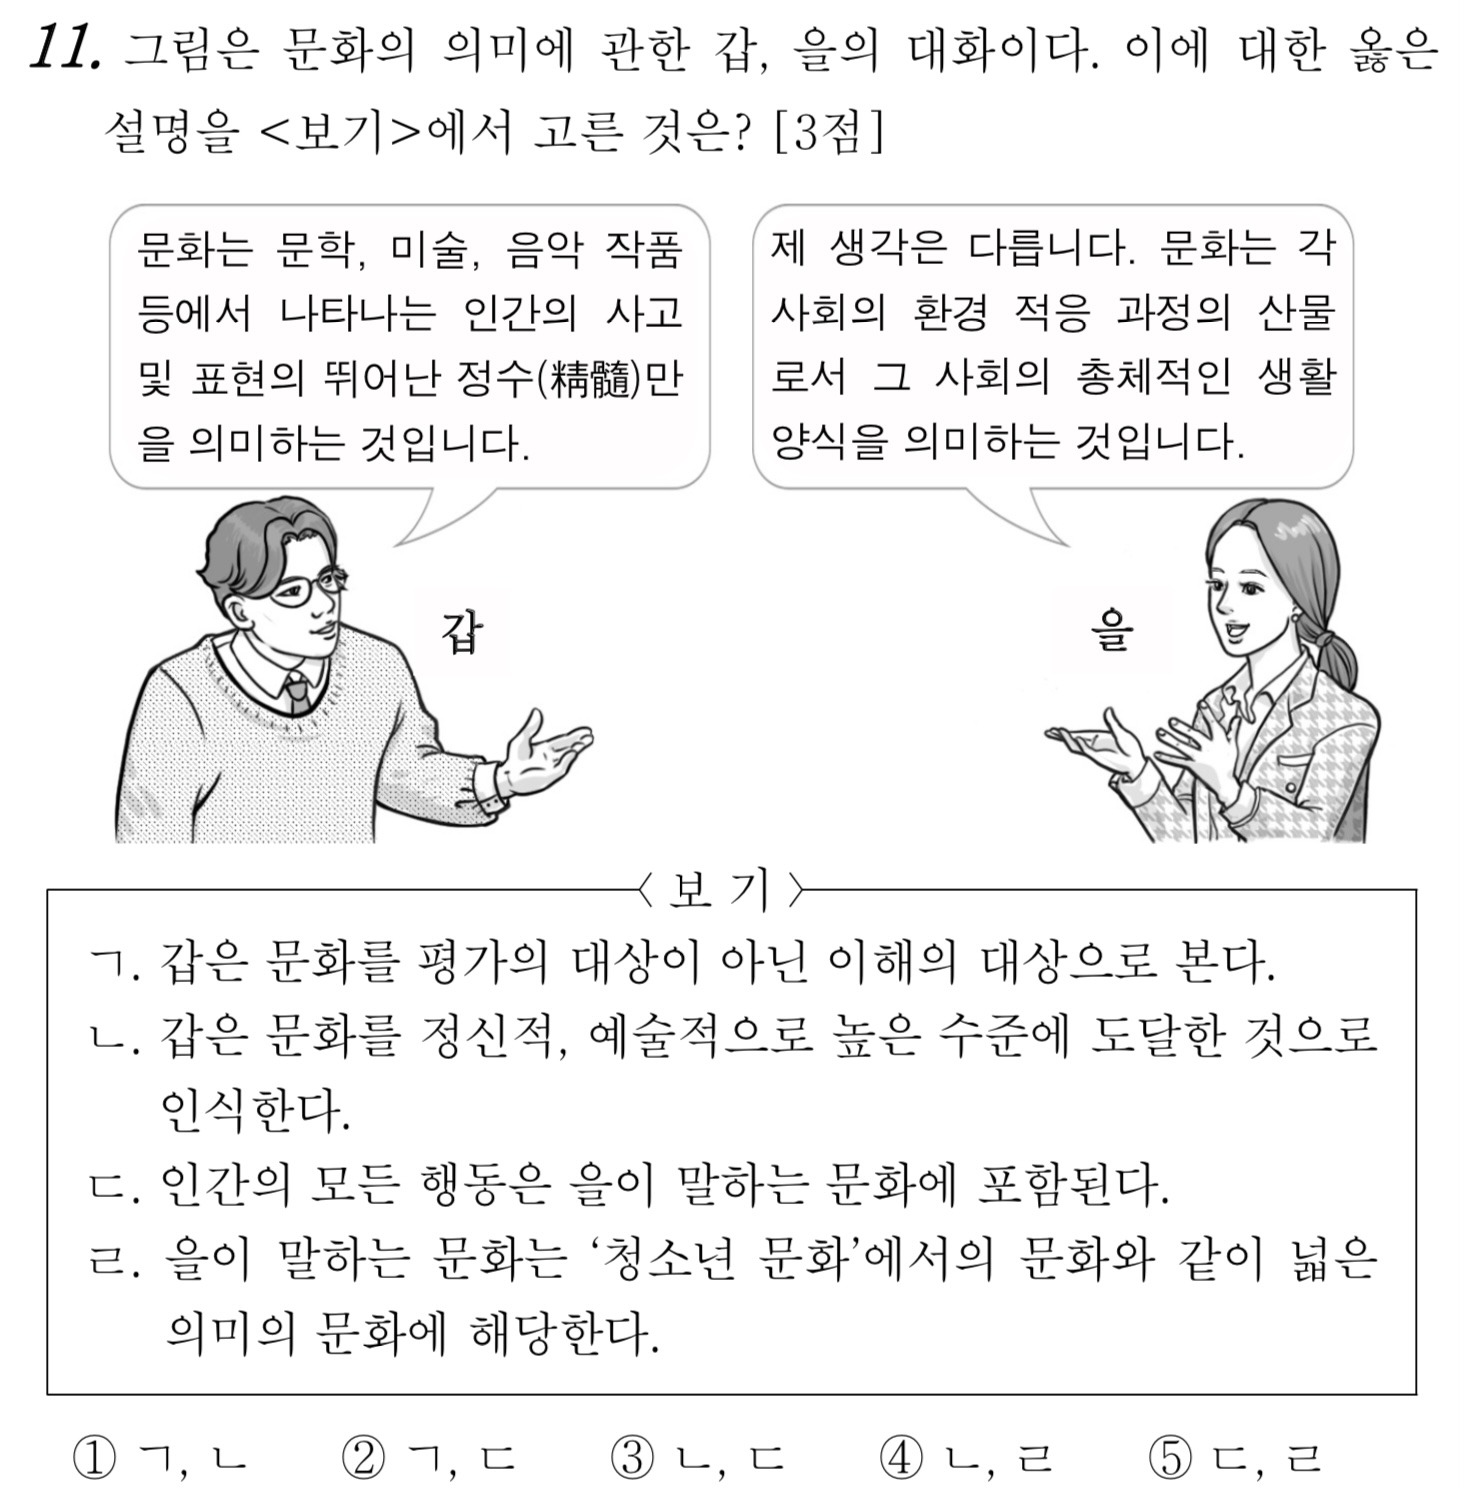 11. 그림은 문화의 의미에 관한 갑, 을의 대화이다. 이에 대한 옳은
설명을 <보기>에서 고른 것은? [3점]
문화는 문학, 미술, 음악 작품
등에서 나타나는 인간의 사고
및 표현의 뛰어난 정수(精髓)만
을 의미하는 것입니다.
제 생각은 다릅니다. 문화는 각
사회의 환경 적응 과정의 산물
로서 그 사회의 총체적인 생활
양식을 의미하는 것입니다.
갑
을
<보 기>
ㄱ. 갑은 문화를 평가의 대상이 아닌 이해의 대상으로 본다.
ㄴ. 갑은 문화를 정신적, 예술적으로 높은 수준에 도달한 것으로
인식한다.
ㄷ. 인간의 모든 행동은 을이 말하는 문화에 포함된다.
ㄹ. 을이 말하는 문화는 ‘청소년 문화’에서의 문화와 같이 넓은
의미의 문화에 해당한다.
① ㄱ, ㄴ ② ㄱ, ㄷ ③ ㄴ, ㄷ ④ ㄴ, ㄹ ⑤ ㄷ, ㄹ